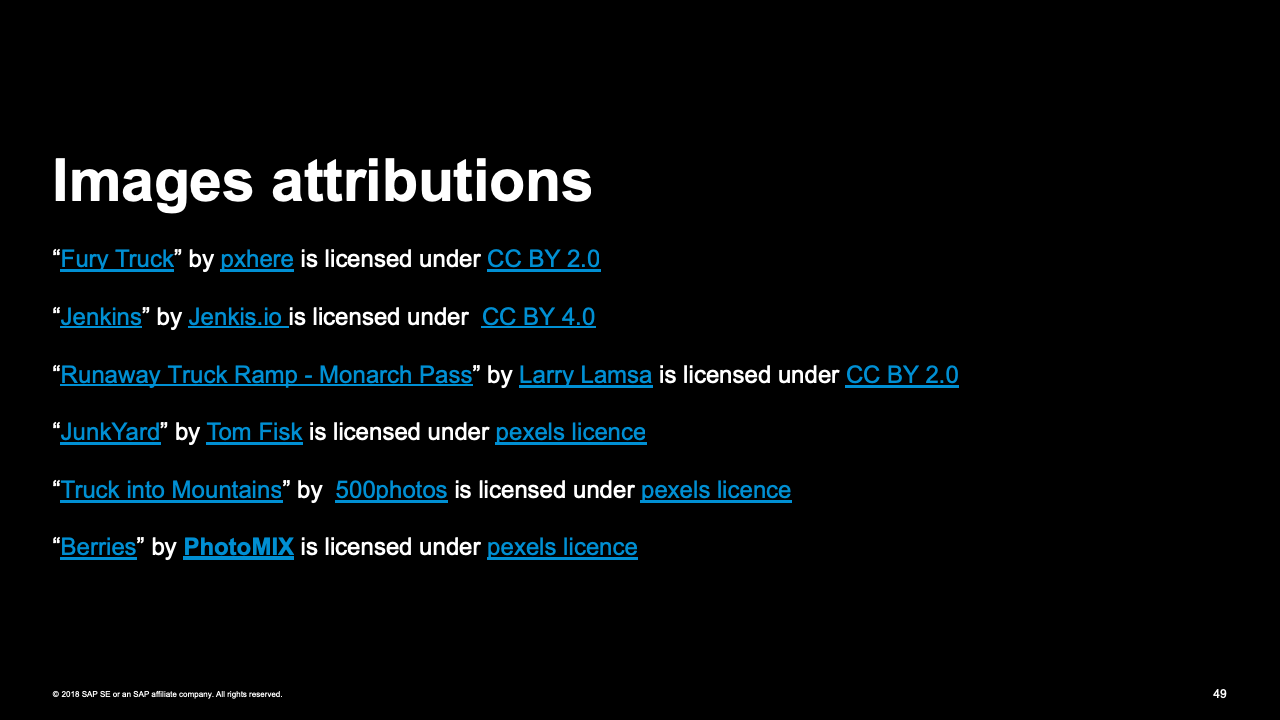 Images attributions
“Fury Truck” by pxhere is licensed under CC BY 2.0
“Jenkins” by Jenkis.io is licensed under  CC BY 4.0
“Runaway Truck Ramp - Monarch Pass” by Larry Lamsa is licensed under CC BY 2.0
“JunkYard” by Tom Fisk is licensed under pexels licence
“Truck into Mountains” by  500photos is licensed under pexels licence
“Berries” by PhotoMIX is licensed under pexels licence
© 2018 SAP SE or an SAP affiliate company. All rights reserved.
49